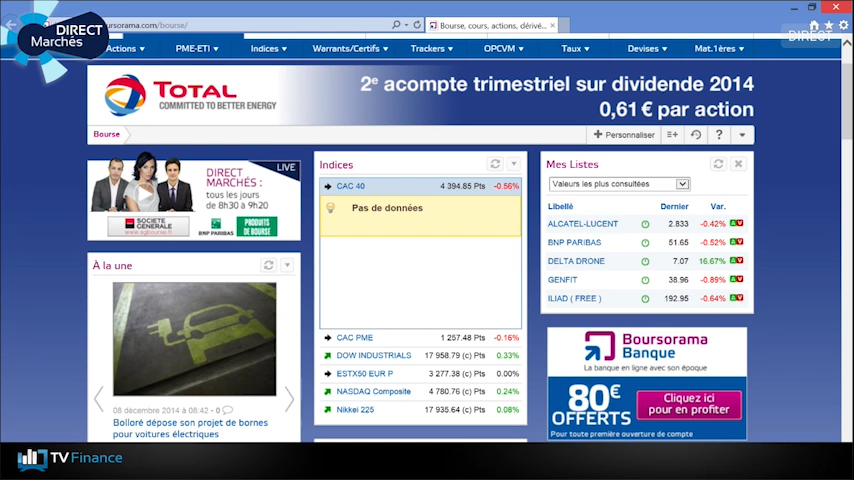 DIRECT
Marchés
oursorama.com/bourse/
Bourse, cours, actions, dérivé...
DIRECT
Actions
PME-ETI
Indices
Warrants/Certifs
Trackers
OPCVM
Taux
Devises
Mat.1ères
TOTAL
COMMITTED TO BETTER ENERGY
2e acompte trimestriel sur dividende 2014
0,61 € par action
Bourse
Personnaliser
LIVE
DIRECT
MARCHÉS :
tous les jours
de 8h30 à 9h20
SOCIETE
GENERALE
www.sgbourse.fr
BNP PARIBAS
PRODUITS
DE BOURSE
À la une
08 décembre 2014 à 08:42 - 0
Bolloré dépose son projet de bornes
pour voitures électriques
Indices
CAC 40 4 394.85 Pts -0.56%
Pas de données
CAC PME 1 257.48 Pts -0.16%
DOW INDUSTRIALS 17 958.79 (c) Pts 0.33%
ESTX50 EUR P 3 277.38 (c) Pts 0.00%
NASDAQ Composite 4 780.76 (c) Pts 0.24%
Nikkei 225 17 935.64 (c) Pts 0.08%
Mes Listes
Valeurs les plus consultées
Libellé Dernier Var.
ALCATEL-LUCENT 2.833 -0.42% A V
BNP PARIBAS 51.65 -0.52% A V
DELTA DRONE 7.07 16.67% A V
GENFIT 38.96 -0.89% A V
ILIAD ( FREE ) 192.95 -0.64% A V
Boursorama
Banque
La banque en ligne avec son époque
80€
OFFERTS
Cliquez ici
pour en profiter
Pour toute première ouverture de compte
TV Finance